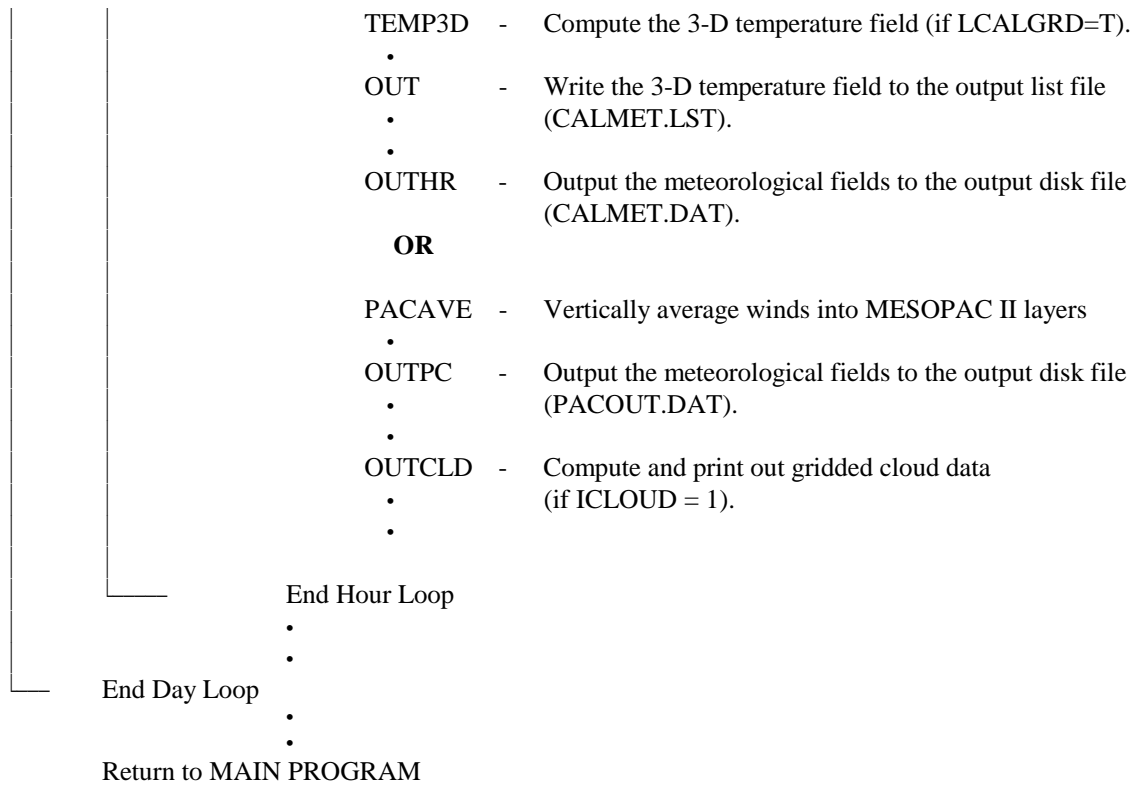 TEMP3D - Compute the 3-D temperature field (if LCALGRD=T).
•
OUT - Write the 3-D temperature field to the output list file
• (CALMET.LST).
•
OUTHR - Output the meteorological fields to the output disk file
(CALMET.DAT).
OR
PACAVE - Vertically average winds into MESOPAC II layers
•
OUTPC - Output the meteorological fields to the output disk file
• (PACOUT.DAT).
•
OUTCLD - Compute and print out gridded cloud data
• (if ICLOUD = 1).
•
End Hour Loop
•
•
End Day Loop
•
•
Return to MAIN PROGRAM